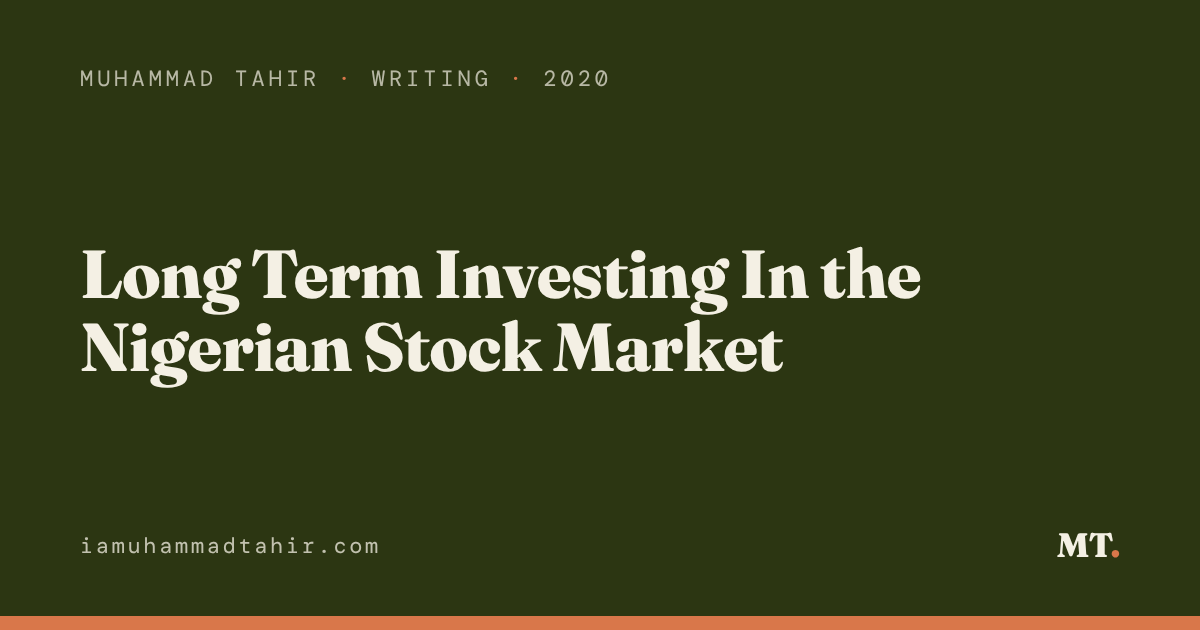 MUHAMMAD TAHIR · WRITING · 2020
Long Term Investing In the
Nigerian Stock Market
iamuhammadtahir.com
MT.